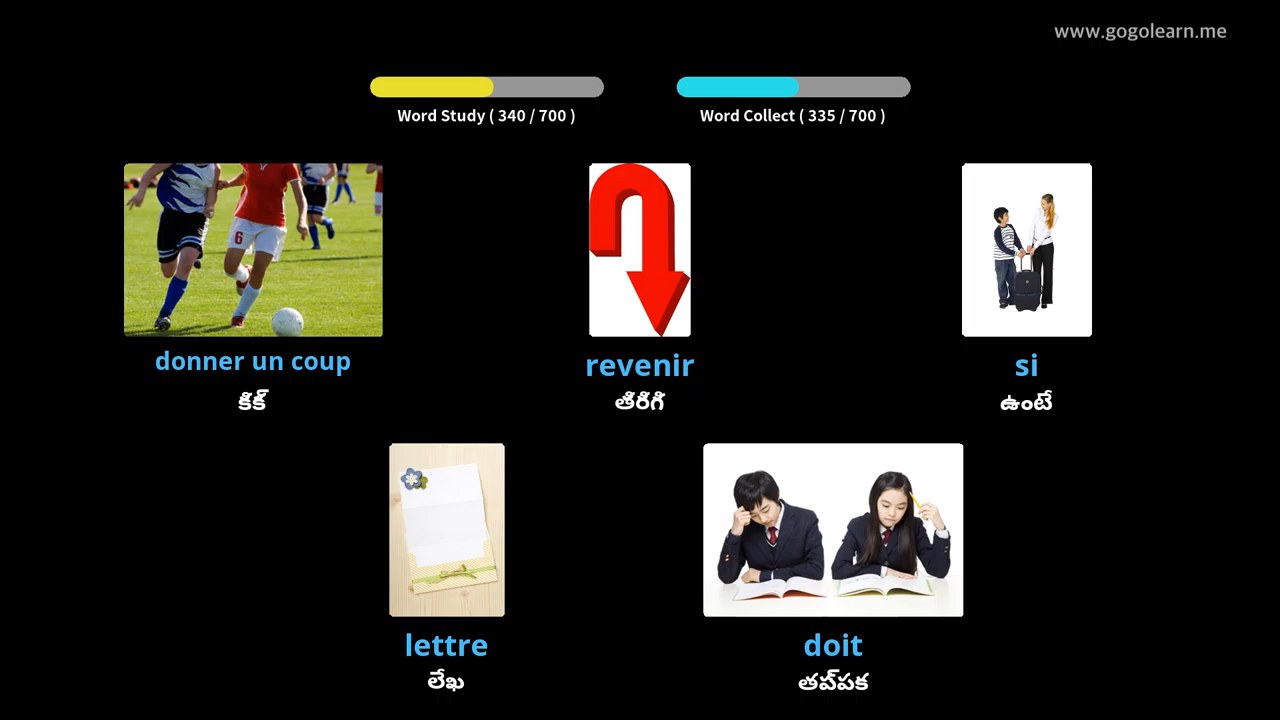 www.gogolearn.me
Word Study ( 340 / 700 )
Word Collect ( 335 / 700 )
donner un coup
కిక్
revenir
తిరిగి
si
ఉంటే
lettre
లేఖ
doit
తప్పక
6